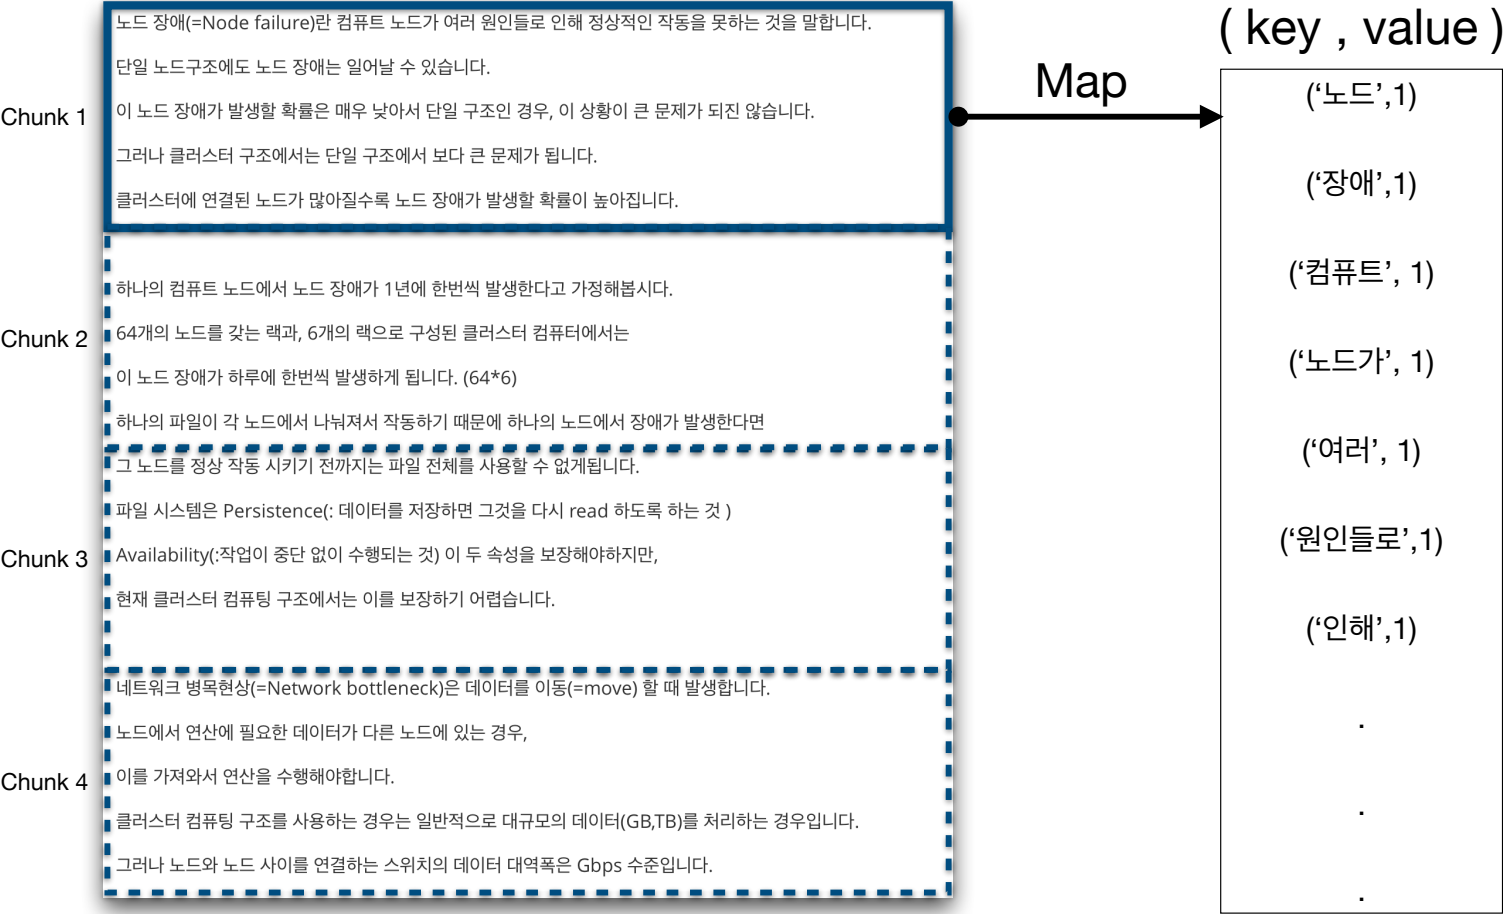 Chunk 1
노드 장애(=Node failure)란 컴퓨트 노드가 여러 원인들로 인해 정상적인 작동을 못하는 것을 말합니다.
단일 노드구조에도 노드 장애는 일어날 수 있습니다.
이 노드 장애가 발생할 확률은 매우 낮아서 단일 구조인 경우, 이 상황이 큰 문제가 되진 않습니다.
그러나 클러스터 구조에서는 단일 구조에서 보다 큰 문제가 됩니다.
클러스터에 연결된 노드가 많아질수록 노드 장애가 발생할 확률이 높아집니다.
Chunk 2
하나의 컴퓨트 노드에서 노드 장애가 1년에 한번씩 발생한다고 가정해봅시다.
64개의 노드를 갖는 랙과, 6개의 랙으로 구성된 클러스터 컴퓨터에서는
이 노드 장애가 하루에 한번씩 발생하게 됩니다. (64*6)
하나의 파일이 각 노드에서 나눠져서 작동하기 때문에 하나의 노드에서 장애가 발생한다면
Chunk 3
그 노드를 정상 작동 시키기 전까지는 파일 전체를 사용할 수 없게됩니다.
파일 시스템은 Persistence(: 데이터를 저장하면 그것을 다시 read 하도록 하는 것 )
Availability(:작업이 중단 없이 수행되는 것) 이 두 속성을 보장해야하지만,
현재 클러스터 컴퓨팅 구조에서는 이를 보장하기 어렵습니다.
Chunk 4
네트워크 병목현상(=Network bottleneck)은 데이터를 이동(=move) 할 때 발생합니다.
노드에서 연산에 필요한 데이터가 다른 노드에 있는 경우,
이를 가져와서 연산을 수행해야합니다.
클러스터 컴퓨팅 구조를 사용하는 경우는 일반적으로 대규모의 데이터(GB,TB)를 처리하는 경우입니다.
그러나 노드와 노드 사이를 연결하는 스위치의 데이터 대역폭은 Gbps 수준입니다.
Map
( key , value )
(‘노드’,1)
(‘장애’,1)
(‘컴퓨트’, 1)
(‘노드가’, 1)
(‘여러’, 1)
(‘원인들로’,1)
(‘인해’,1)
.
.
.